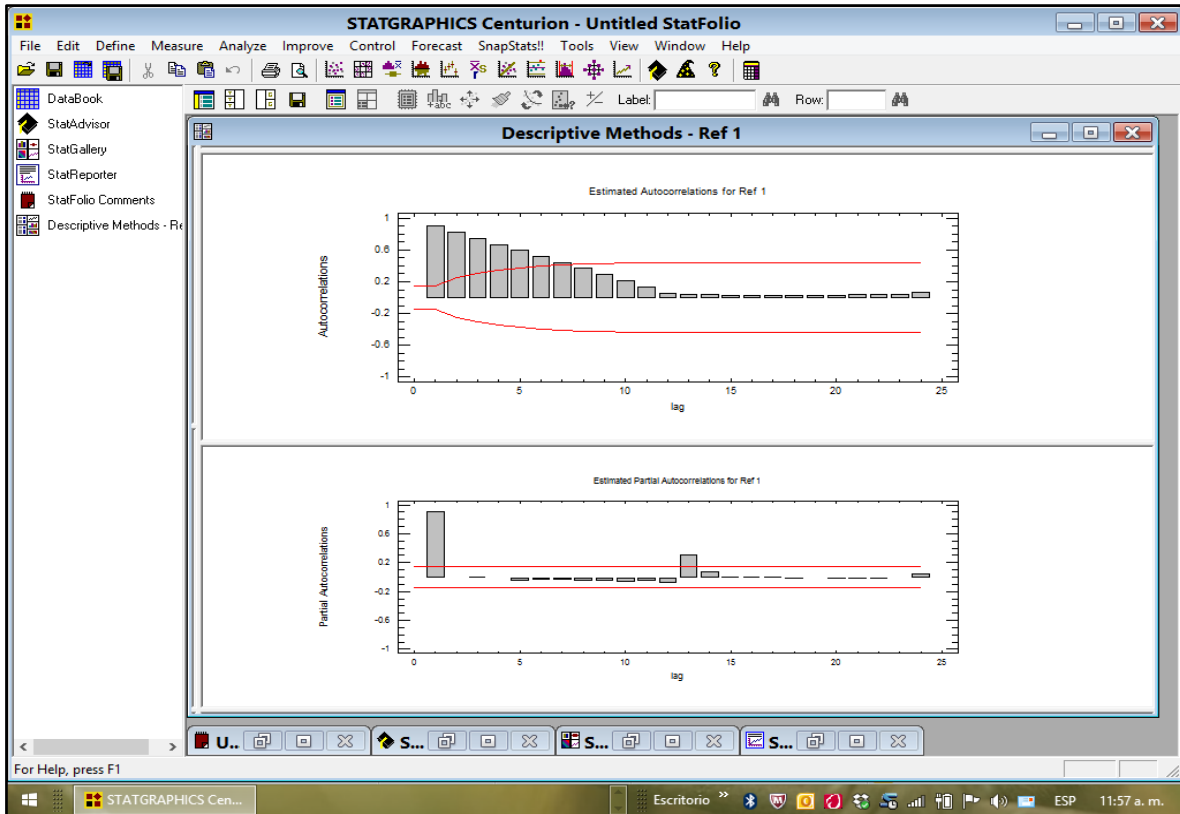 STATGRAPHICS Centurion - Untitled StatFolio
File Edit Define Measure Analyze Improve Control Forecast SnapStats!! Tools View Window Help
Label: Row:
DataBook
StatAdvisor
StatGallery
StatReporter
StatFolio Comments
Descriptive Methods - Re
Descriptive Methods - Ref 1
Estimated Autocorrelations for Ref 1
Autocorrelations
1
0.6
0.2
-0.2
-0.6
-1
0 5 10 15 20 25
lag
Estimated Partial Autocorrelations for Ref 1
Partial Autocorrelations
1
0.6
0.2
-0.2
-0.6
-1
0 5 10 15 20 25
lag
U... S... S... S...
For Help, press F1
STATGRAPHICS Cen... Escritorio » ESP 11:57 a. m.